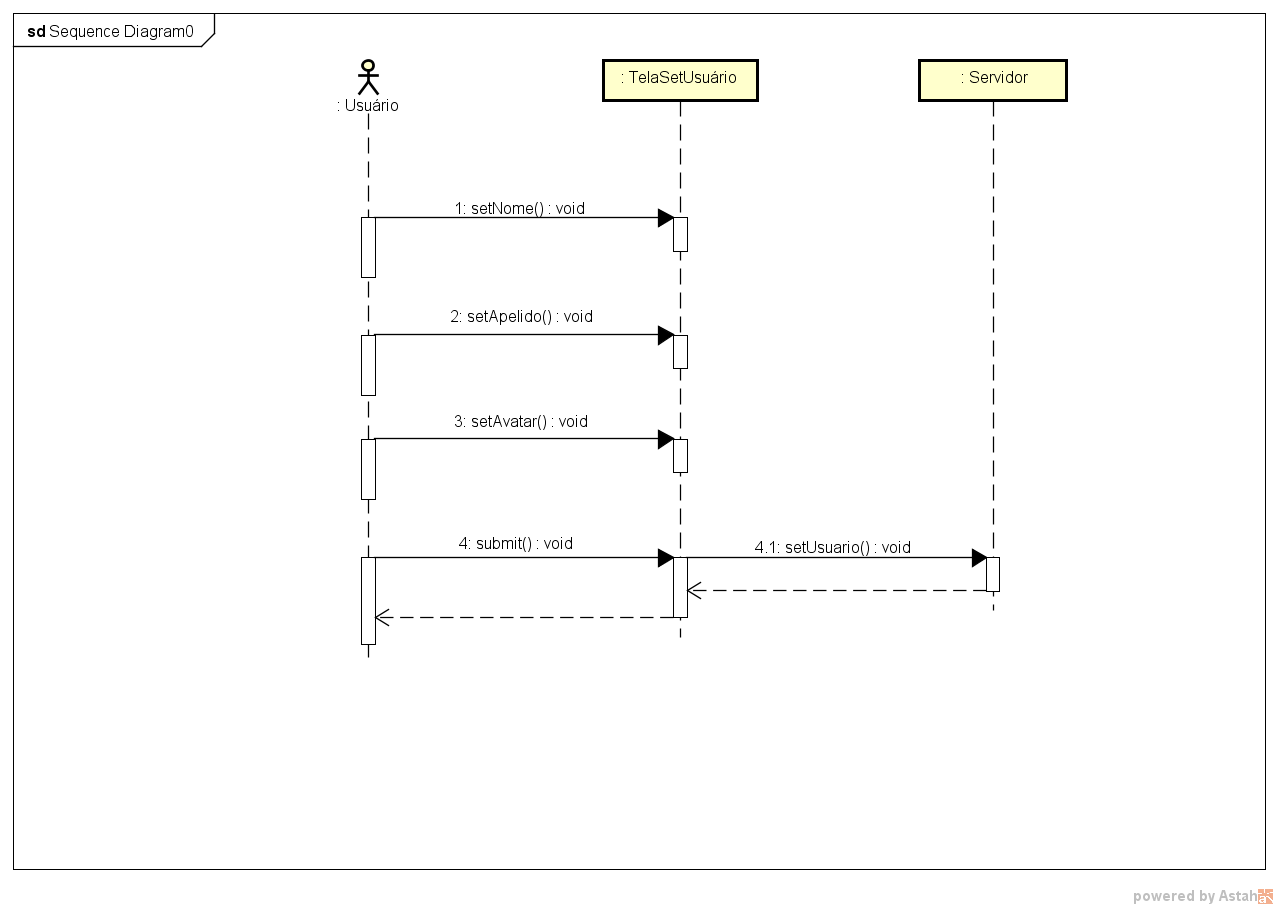 sd Sequence Diagram0
: Usuário
: TelaSetUsuário
: Servidor
1: setNome() : void
2: setApelido() : void
3: setAvatar() : void
4: submit() : void
4.1: setUsuario() : void
powered by Astah